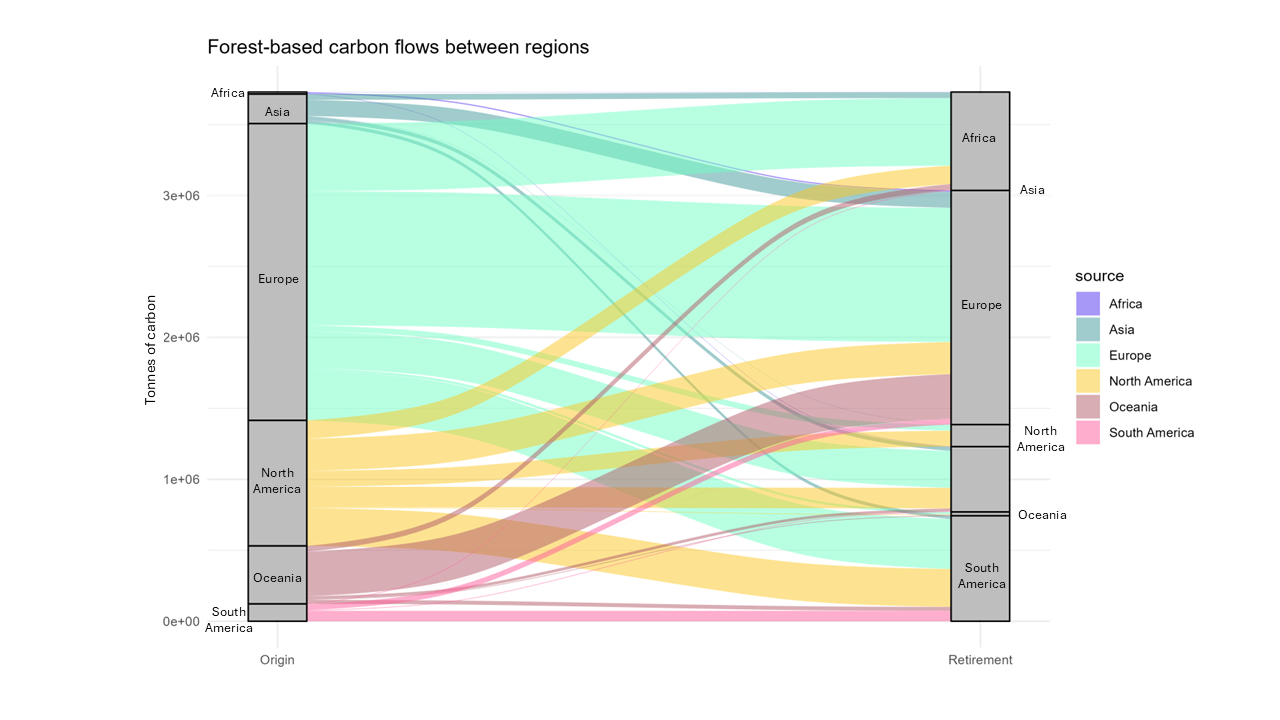 Forest-based carbon flows between regions
Africa
Asia
Europe
North
America
Oceania
South
America
3e+06
2e+06
1e+06
0e+00
Tonnes of carbon
Africa
Asia
Europe
North
America
Oceania
South
America
Origin
Retirement
source
Africa
Asia
Europe
North America
Oceania
South America